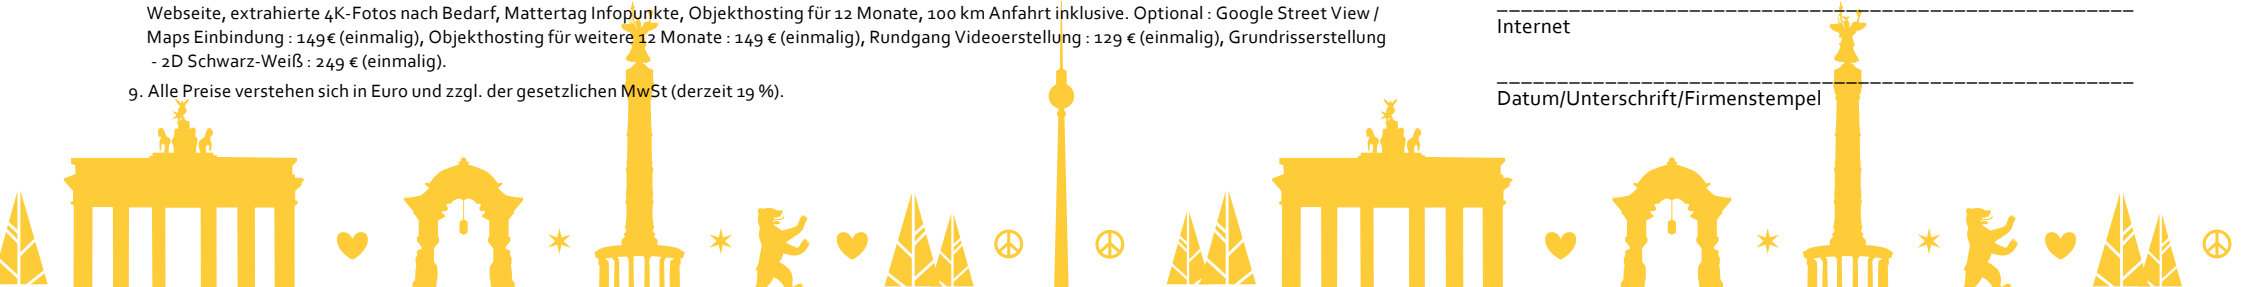 Webseite, extrahierte 4K-Fotos nach Bedarf, Mattertag Infopunkte, Objekthosting für 12 Monate, 100 km Anfahrt inklusive. Optional : Google Street View /
Maps Einbindung : 149€ (einmalig), Objekthosting für weitere 12 Monate : 149 € (einmalig), Rundgang Videoerstellung : 129 € (einmalig), Grundrisserstellung
- 2D Schwarz-Weiß : 249 € (einmalig).
9. Alle Preise verstehen sich in Euro und zzgl. der gesetzlichen MwSt (derzeit 19 %).
Internet
Datum/Unterschrift/Firmenstempel